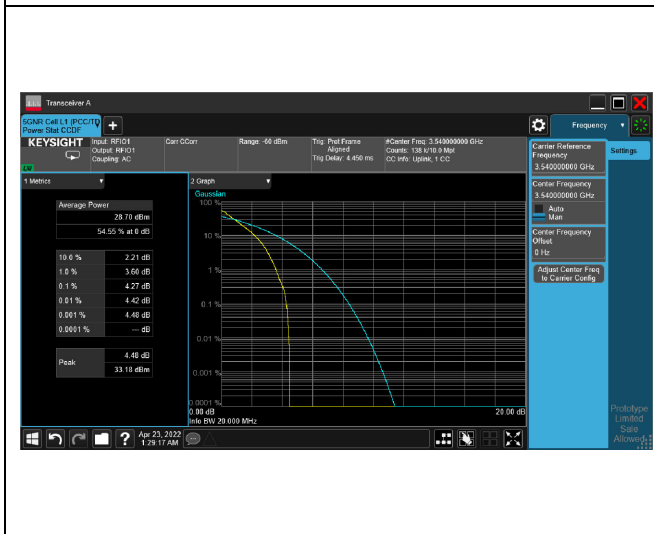 Transceiver A
5GNR Cell L1 (PCC/TD
Power Stat CCDF
Frequency
KEYSIGHT
Input: RFIO1
Output: RFIO1
Coupling: AC
Corr CCorr
Range: -60 dBm
Trig: Pret Frame
Aligned
Trig Delay: 4.450 ms
#Center Freq: 3.540000000 GHz
Counts: 138 k/10.0 Mpt
CC Info: Uplink, 1 CC
1 Metrics
Average Power
28.70 dBm
54.55 % at 0 dB
10.0 % 2.21 dB
1.0 % 3.60 dB
0.1 % 4.27 dB
0.01 % 4.42 dB
0.001 % 4.48 dB
0.0001 % --- dB
Peak
4.48 dB
33.18 dBm
2 Graph
Gaussian
100 %
10 %
1 %
0.1 %
0.01 %
0.001 %
0.0001 %
0.00 dB
20.00 dB
Info BW 20.000 MHz
Carrier Reference
Frequency
3.540000000 GHz
Center Frequency
3.540000000 GHz
Auto
Man
Center Frequency
Offset
0 Hz
Adjust Center Freq
to Carrier Config
Settings
Prototype
Limited
Sale
Allowed
Apr 23, 2022
1:29:17 AM